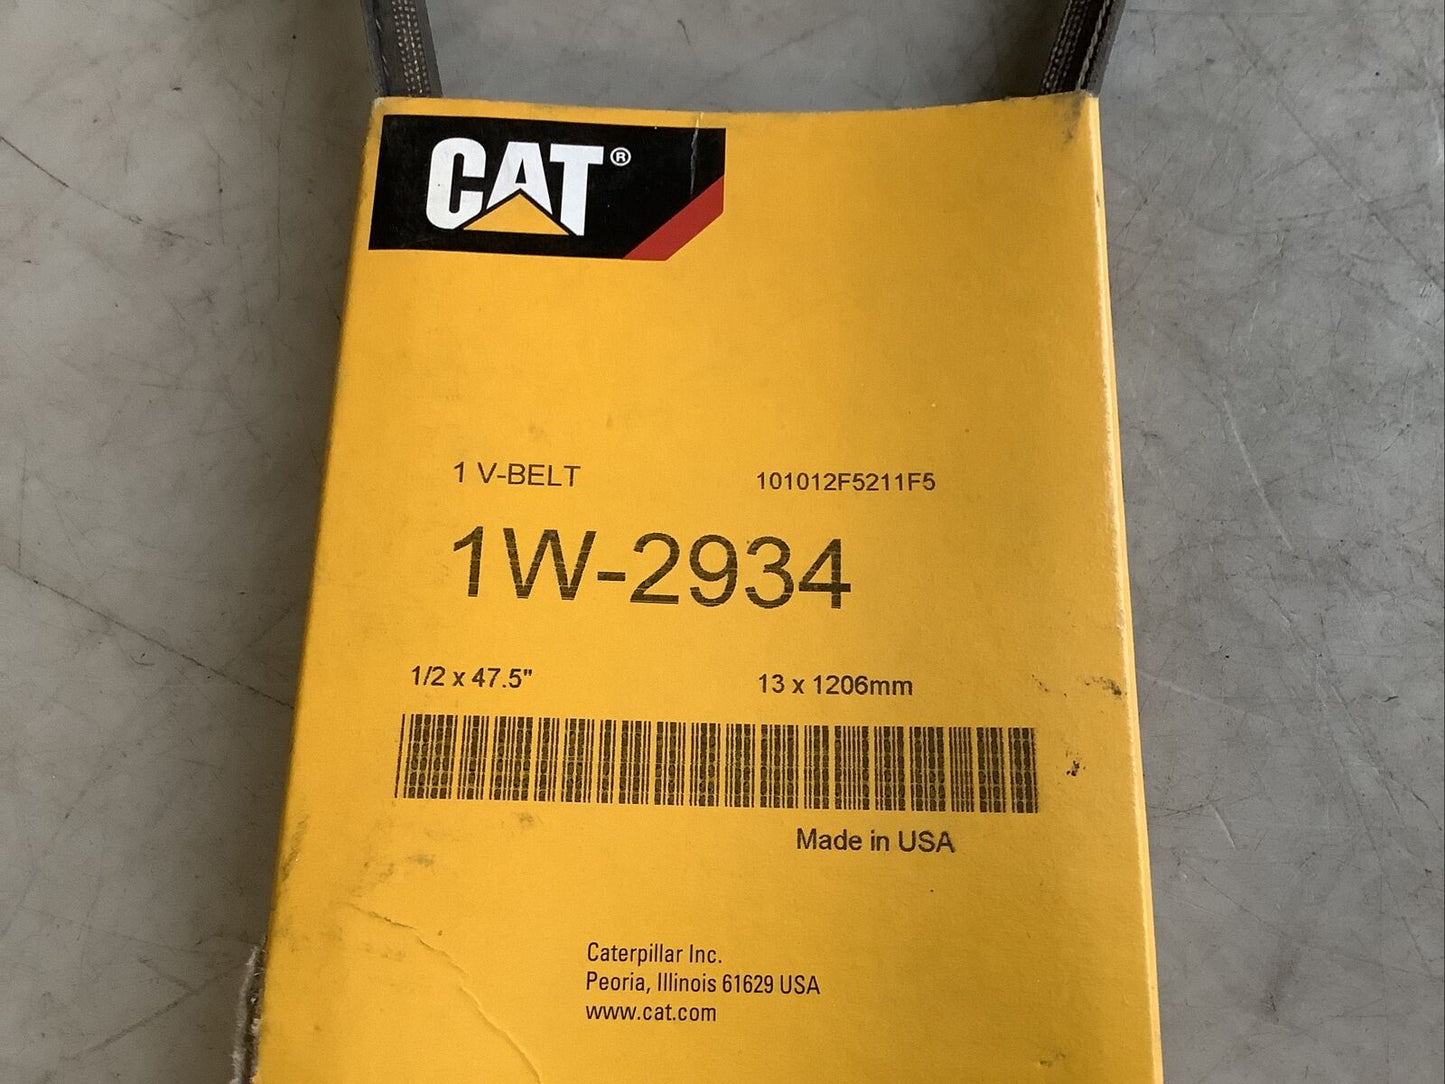 CAT®
1 V-BELT 101012F5211F5
1W-2934
1/2 x 47.5" 13 x 1206mm
Made in USA
Caterpillar Inc.
Peoria, Illinois 61629 USA
www.cat.com